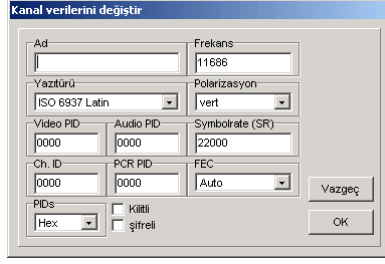 Kanal verilerini değiştir
Ad Frekans
11686
Yazıtürü Polarizasyon
ISO 6937 Latin vert
Video PID Audio PID Symbolrate (SR)
0000 0000 22000
Ch. ID PCR PID FEC
0000 0000 Auto Vazgeç
PIDs Kilitli
Hex şifreli OK